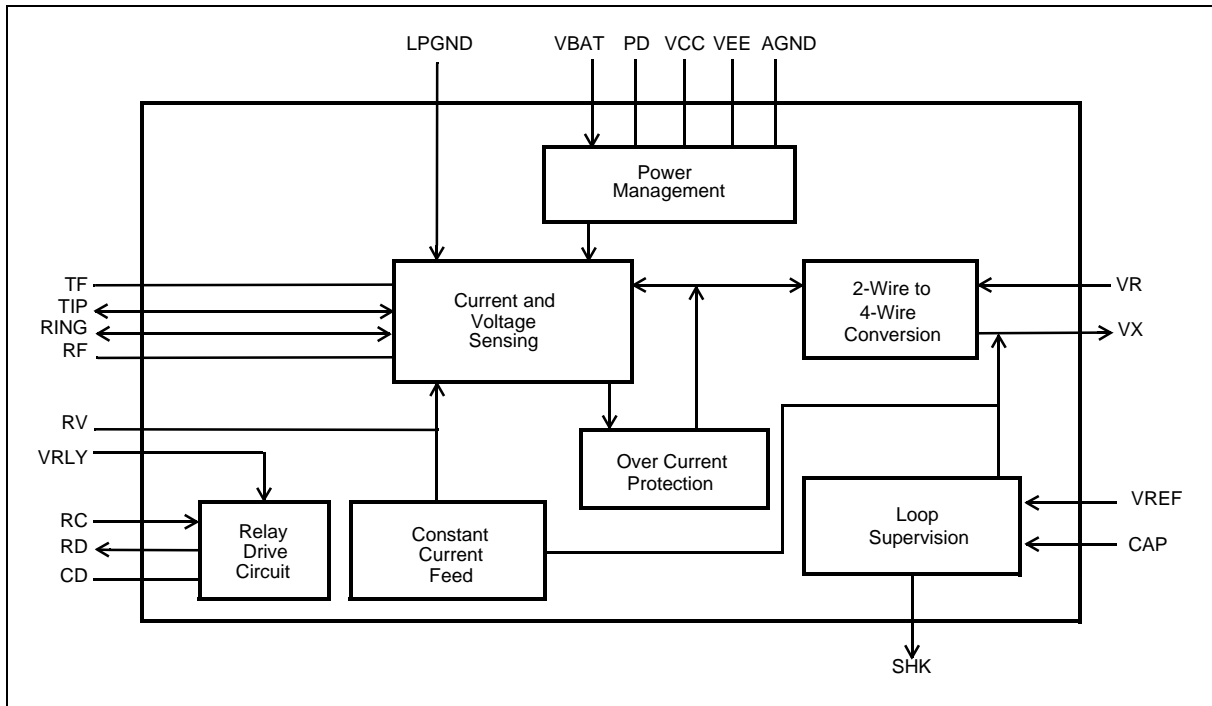 LPGND VBAT PD VCC VEE AGND
Power
Management
TF
TIP
RING
RF
Current and
Voltage
Sensing
2-Wire to
4-Wire
Conversion
VR
VX
RV
VRLY
Over Current
Protection
RC
RD
CD
Relay
Drive
Circuit
Constant
Current
Feed
Loop
Supervision
VREF
CAP
SHK